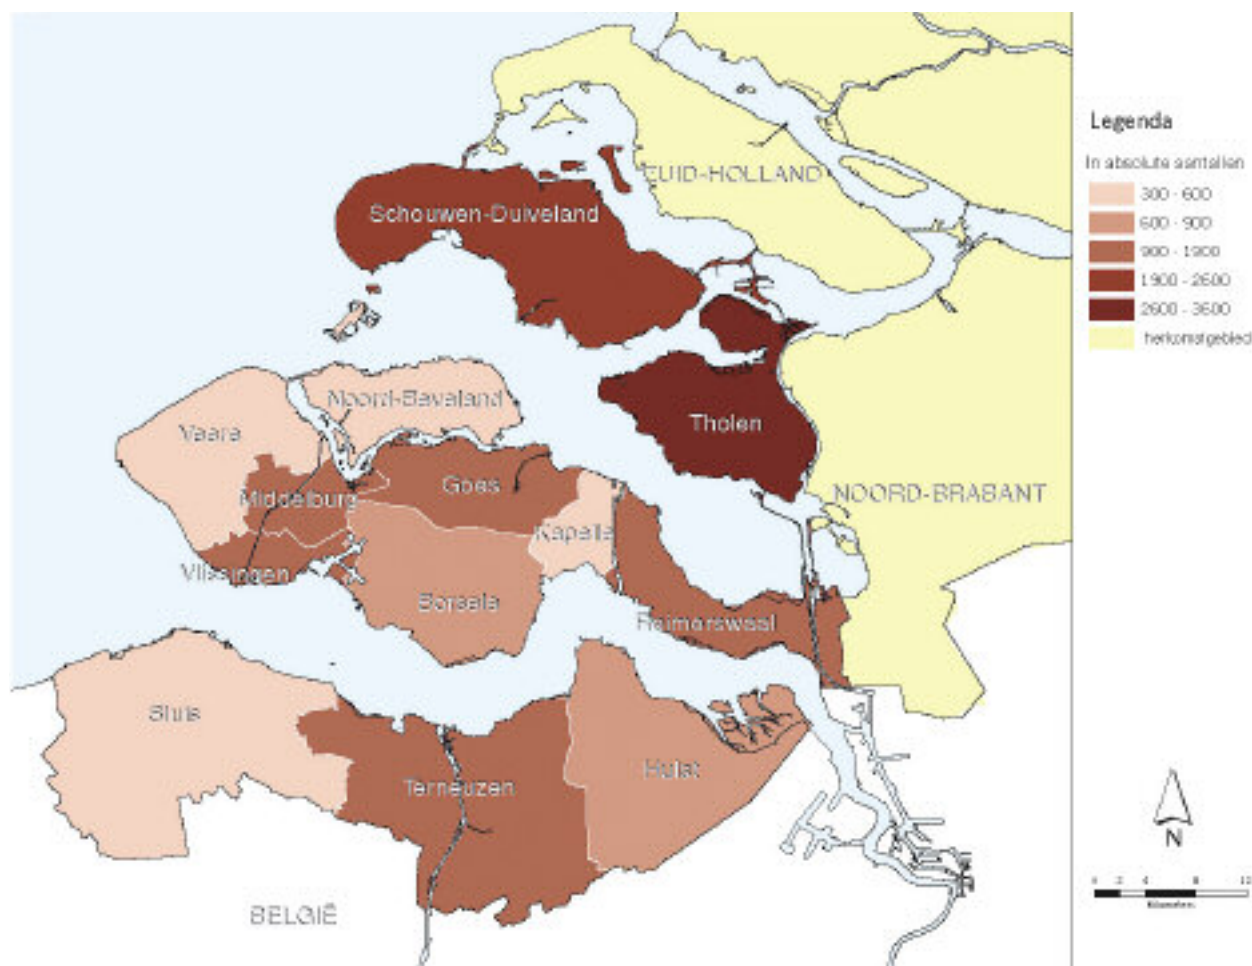 ZUID-HOLLAND
Schouwen-Duiveland
Noord-Beveland
Veere
Tholen
Middelburg
Goes
NOORD-BRABANT
Kapelle
Vlissingen
Borsele
Reimerswaal
Sluis
Hulst
Terneuzen
BELGIË
Legenda
In absolute aantallen
300 - 600
600 - 900
900 - 1900
1900 - 2600
2600 - 3600
herkomstgebied
N
Kilometers